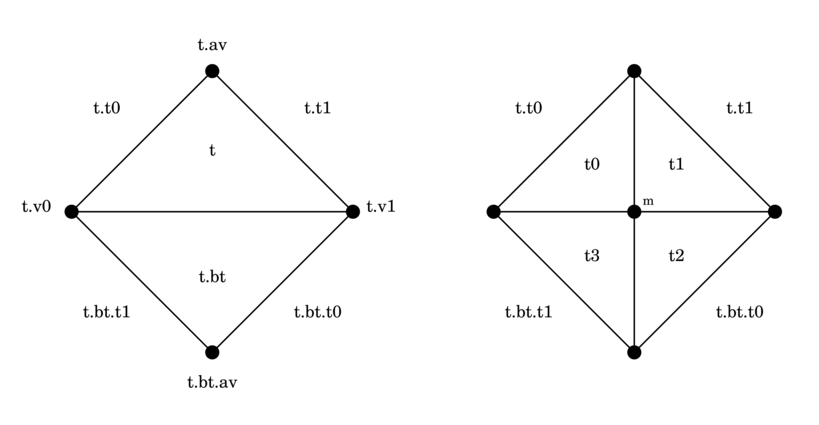 t.av
t.t0 t.t1 t.t0 t.t1
t t0 t1
t.v0 t.v1 m
t.bt t3 t2
t.bt.t1 t.bt.t0 t.bt.t1 t.bt.t0
t.bt.av